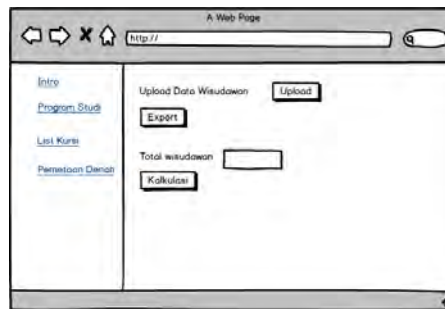 A Web Page
http://
Intro
Program Studi
List Kursi
Pemetaan Denah
Upload Data Wisudawan
Upload
Export
Total wisudawan
Kalkulasi